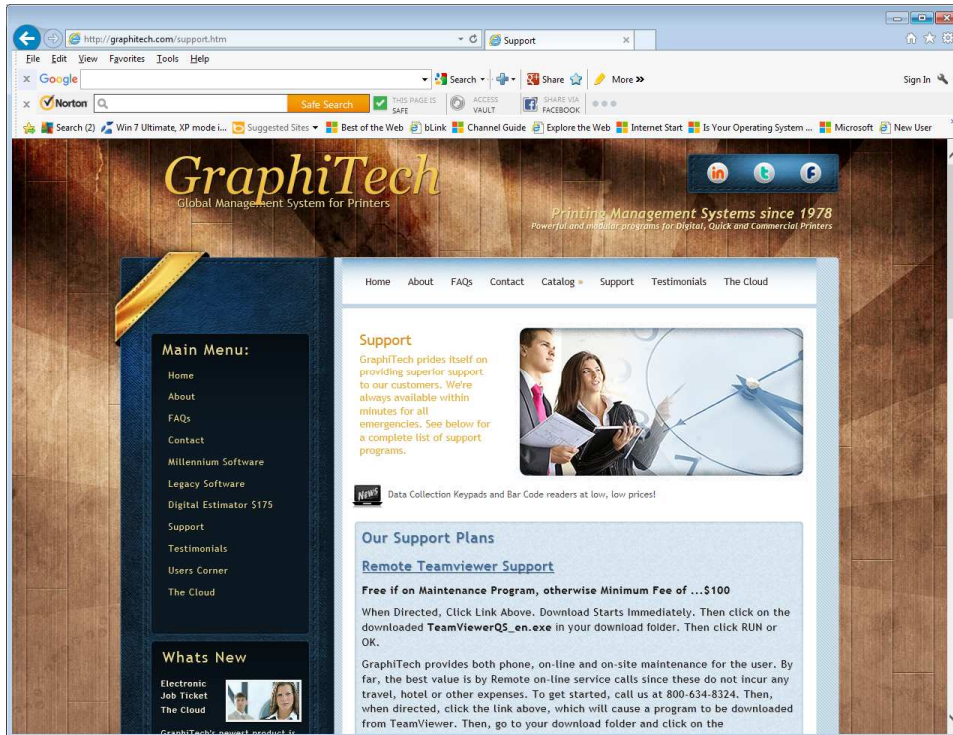 http://graphitech.com/support.htm
Support
File Edit View Favorites Tools Help
Google
Search
Share
More >>
Sign In
Norton
Safe Search
THIS PAGE IS
SAFE
ACCESS
VAULT
SHARE VIA
FACEBOOK
Search (2)
Win 7 Ultimate, XP mode i...
Suggested Sites
Best of the Web
bLink
Channel Guide
Explore the Web
Internet Start
Is Your Operating System ...
Microsoft
New User
GraphiTech
Global Management System for Printers
in t f
Printing Management Systems since 1978
Powerful and modular programs for Digital, Quick and Commercial Printers
Home About FAQs Contact Catalog » Support Testimonials The Cloud
Main Menu:
Home
About
FAQs
Contact
Millennium Software
Legacy Software
Digital Estimator $175
Support
Testimonials
Users Corner
The Cloud
Whats New
Electronic
Job Ticket
The Cloud
GraphiTech's newest product is
Support
GraphiTech prides itself on
providing superior support
to our customers. We're
always available within
minutes for all
emergencies. See below for
a complete list of support
programs.
News
Data Collection Keypads and Bar Code readers at low, low prices!
Our Support Plans
Remote Teamviewer Support
Free if on Maintenance Program, otherwise Minimum Fee of ...$100
When Directed, Click Link Above. Download Starts Immediately. Then click on the
downloaded TeamViewerQS_en.exe in your download folder. Then click RUN or
OK.
GraphiTech provides both phone, on-line and on-site maintenance for the user. By
far, the best value is by Remote on-line service calls since these do not incur any
travel, hotel or other expenses. To get started, call us at 800-634-8324. Then,
when directed, click the link above, which will cause a program to be downloaded
from TeamViewer. Then, go to your download folder and click on the